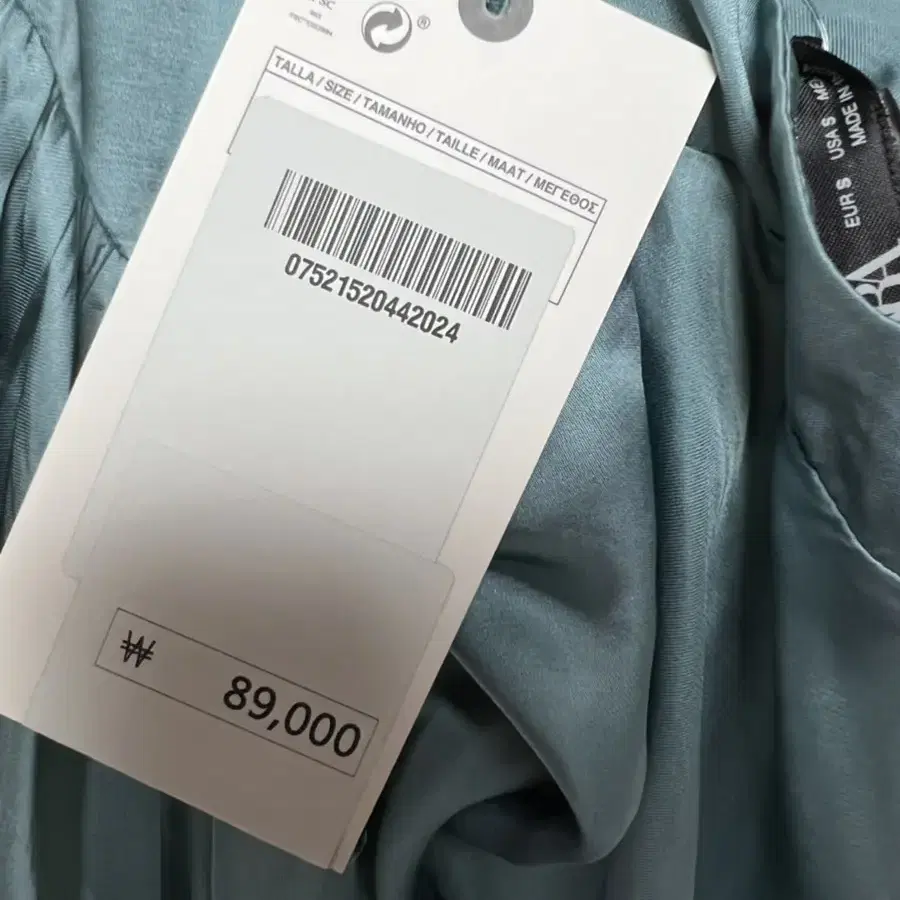 ®
TALLA / SIZE / TAMANHO / TAILLE / MAAT / ΜΕΓΕΘΟΣ
07521520442024
₩ 89,000
EUR S USA S
MADE IN